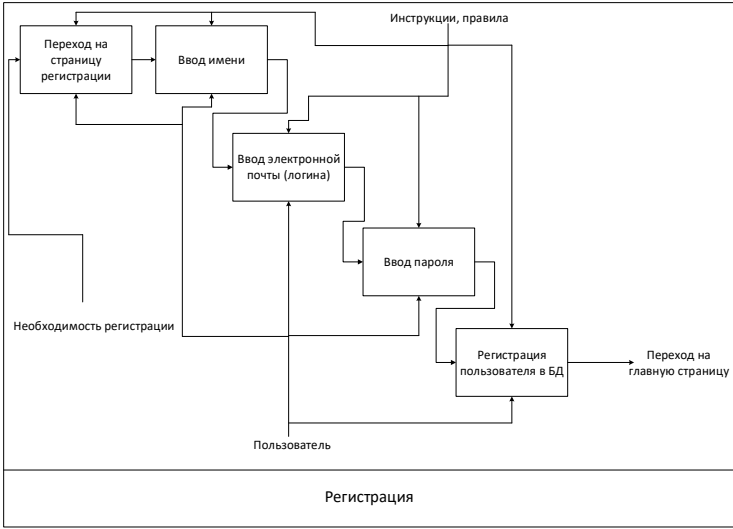 Инструкции, правила
Переход на
страницу
регистрации
Ввод имени
Ввод электронной
почты (логина)
Ввод пароля
Необходимость регистрации
Регистрация
пользователя в БД
Переход на
главную страницу
Пользователь
Регистрация